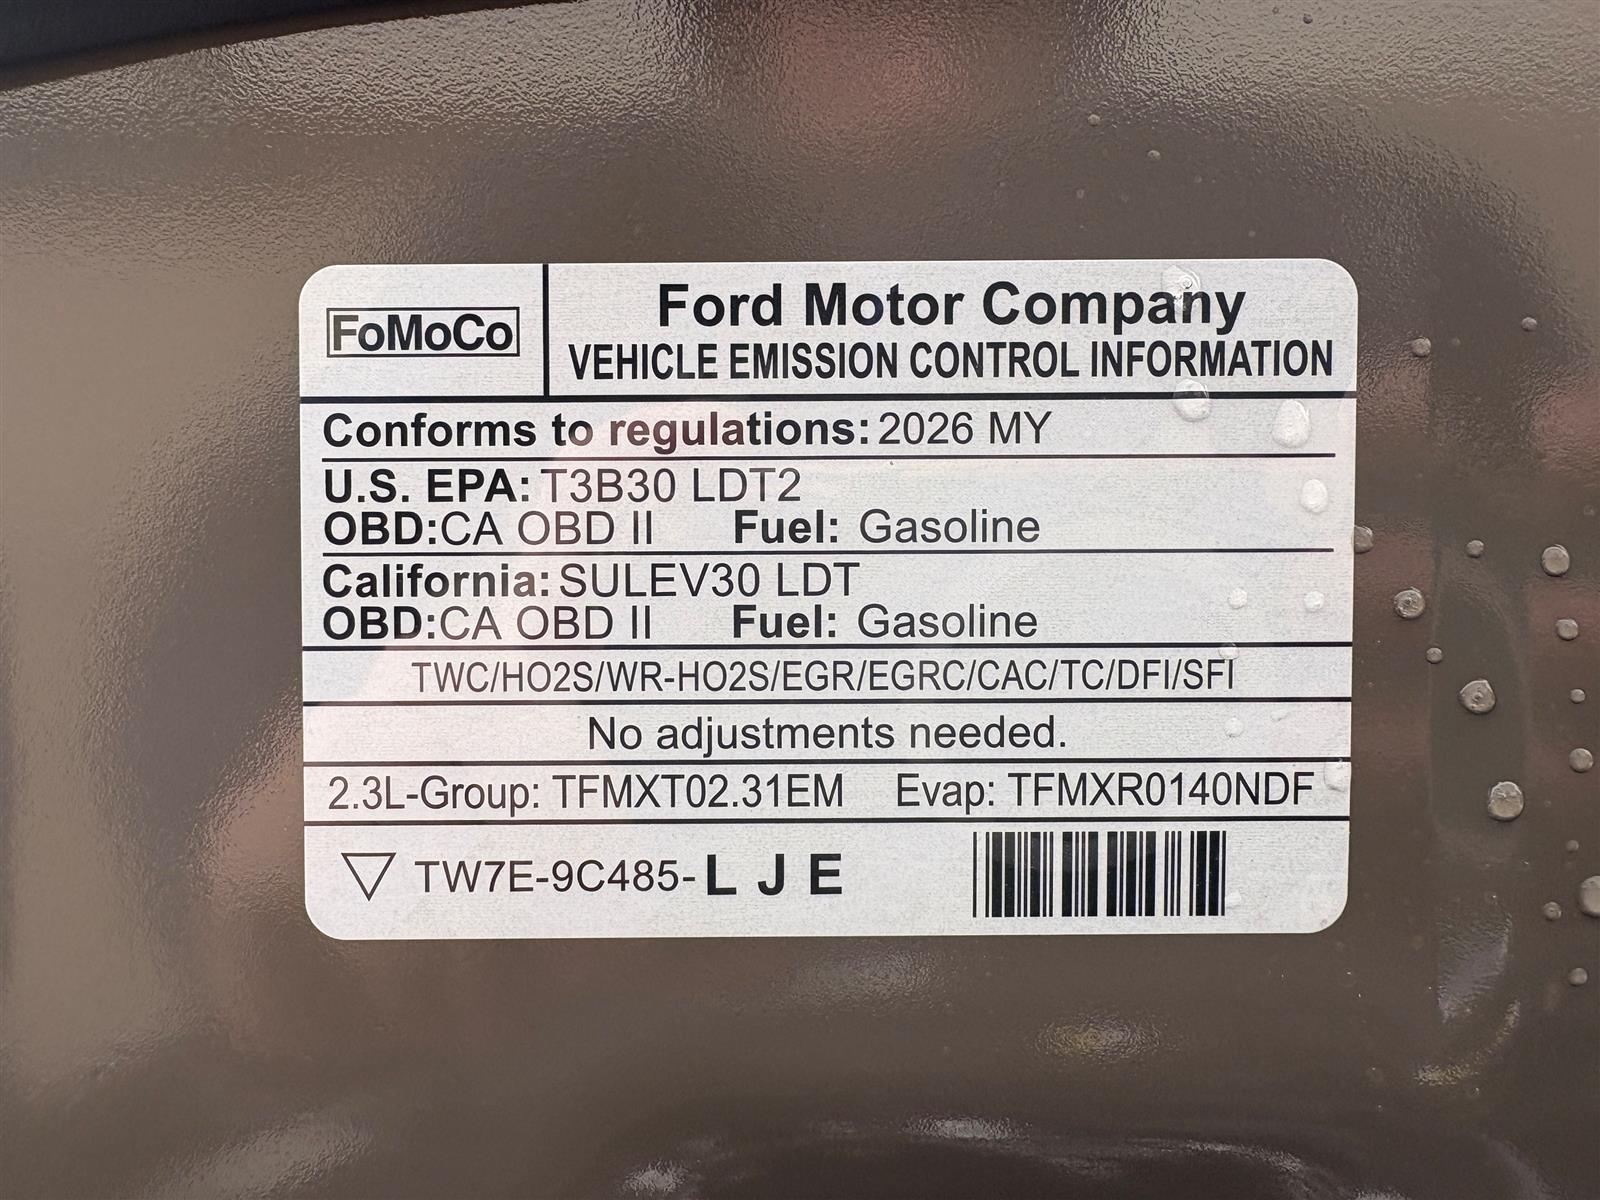 FoMoCo
Ford Motor Company
VEHICLE EMISSION CONTROL INFORMATION
Conforms to regulations: 2026 MY
U.S. EPA: T3B30 LDT2
OBD:CA OBD II Fuel: Gasoline
California: SULEV30 LDT
OBD:CA OBD II Fuel: Gasoline
TWC/HO2S/WR-HO2S/EGR/EGRC/CAC/TC/DFI/SFI
No adjustments needed.
2.3L-Group: TFMXT02.31EM Evap: TFMXR0140NDF
TW7E-9C485-L J E